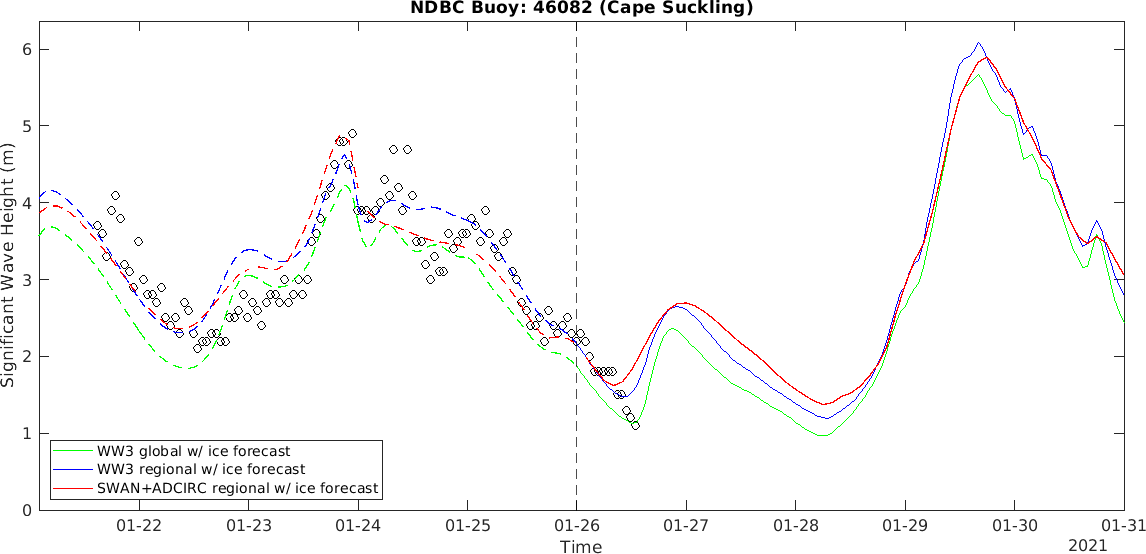 NDBC Buoy: 46082 (Cape Suckling)
Significant Wave Height (m)
6
5
4
3
2
1
0
WW3 global w/ ice forecast
WW3 regional w/ ice forecast
SWAN+ADCIRC regional w/ ice forecast
01-22 01-23 01-24 01-25 01-26 01-27 01-28 01-29 01-30 01-31
Time
2021